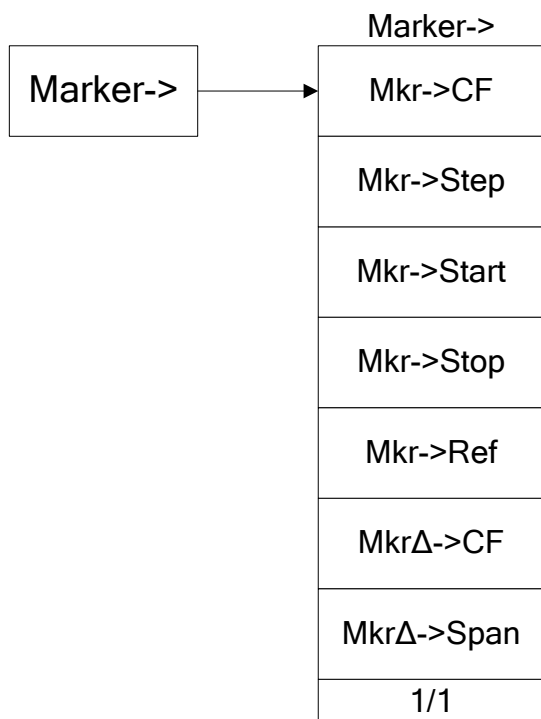 Marker->
Marker->
Mkr->CF
Mkr->Step
Mkr->Start
Mkr->Stop
Mkr->Ref
MkrΔ->CF
MkrΔ->Span
1/1